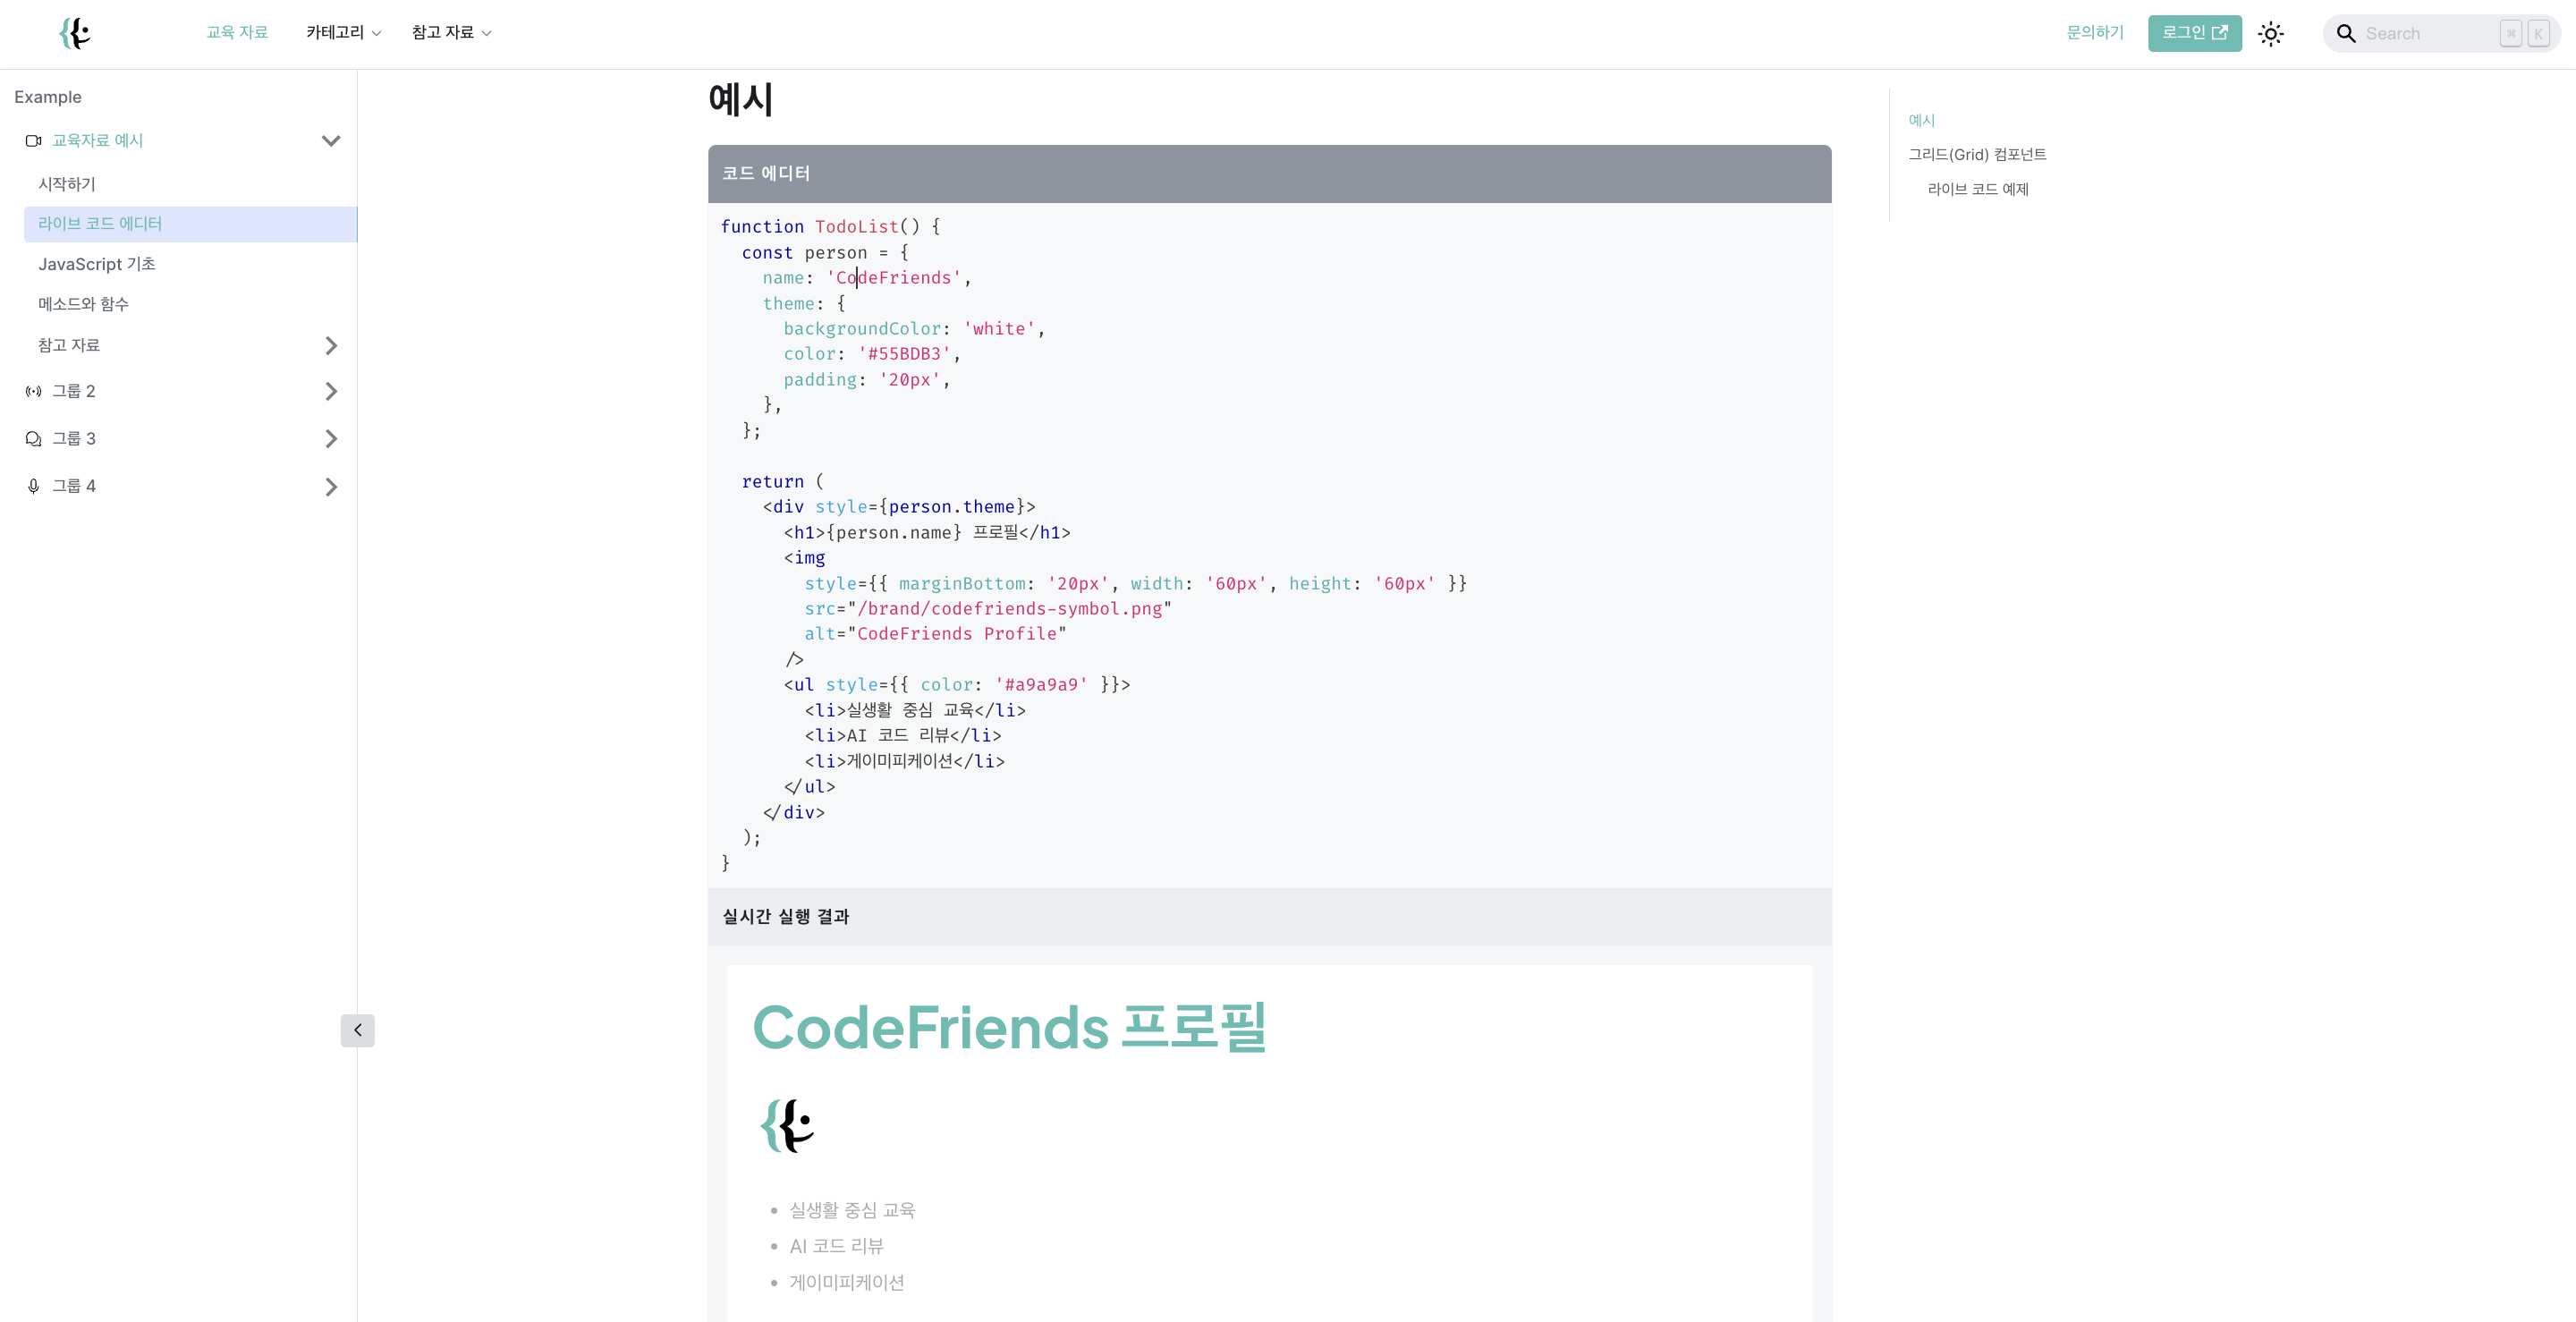 교육 자료 카테고리 참고 자료 문의하기 로그인 Search ⌘ K
Example
교육자료 예시
시작하기
라이브 코드 에디터
JavaScript 기초
메소드와 함수
참고 자료
그룹 2
그룹 3
그룹 4
예시
코드 에디터
function TodoList() {
  const person = {
    name: 'CodeFriends',
    theme: {
      backgroundColor: 'white',
      color: '#55BDB3',
      padding: '20px',
    },
  };

  return (
    <div style={person.theme}>
      <h1>{person.name} 프로필</h1>
      <img
        style={{ marginBottom: '20px', width: '60px', height: '60px' }}
        src="/brand/codefriends-symbol.png"
        alt="CodeFriends Profile"
      />
      <ul style={{ color: '#a9a9a9' }}>
        <li>실생활 중심 교육</li>
        <li>AI 코드 리뷰</li>
        <li>게이미피케이션</li>
      </ul>
    </div>
  );
}
실시간 실행 결과
CodeFriends 프로필
• 실생활 중심 교육
• AI 코드 리뷰
• 게이미피케이션
예시
그리드(Grid) 컴포넌트
라이브 코드 예제